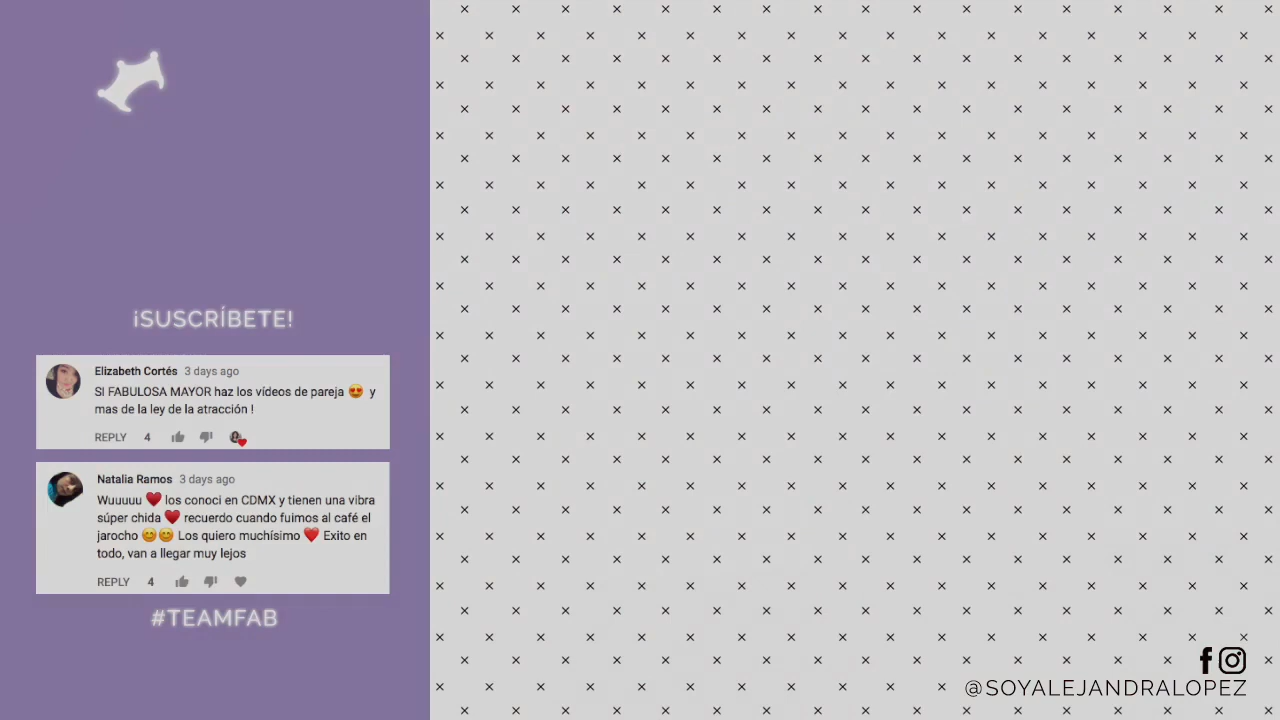 ¡SUSCRÍBETE!
Elizabeth Cortés 3 days ago
SI FABULOSA MAYOR haz los vídeos de pareja 😍 y
mas de la ley de la atracción !
REPLY 4
Natalia Ramos 3 days ago
Wuuuuu ❤️ los conoci en CDMX y tienen una vibra
súper chida ❤️ recuerdo cuando fuimos al café el
jarocho 😊😊 Los quiero muchísimo ❤️ Exito en
todo, van a llegar muy lejos
REPLY 4
#TEAMFAB
@SOYALEJANDRALOPEZ